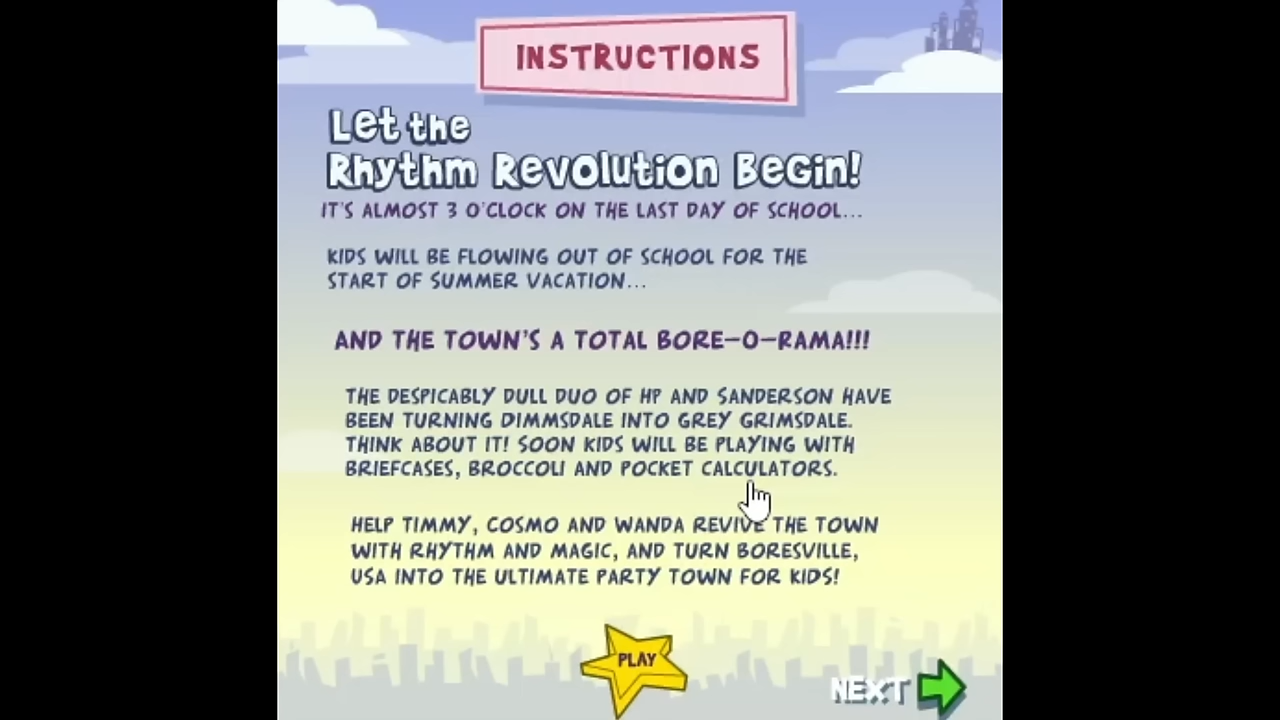 INSTRUCTIONS
Let the
Rhythm Revolution Begin!
IT'S ALMOST 3 O'CLOCK ON THE LAST DAY OF SCHOOL...
KIDS WILL BE FLOWING OUT OF SCHOOL FOR THE
START OF SUMMER VACATION...
AND THE TOWN'S A TOTAL BORE-O-RAMA!!!
THE DESPICABLY DULL DUO OF HP AND SANDERSON HAVE
BEEN TURNING DIMMSDALE INTO GREY GRIMSDALE.
THINK ABOUT IT! SOON KIDS WILL BE PLAYING WITH
BRIEFCASES, BROCCOLI AND POCKET CALCULATORS.
HELP TIMMY, COSMO AND WANDA REVIVE THE TOWN
WITH RHYTHM AND MAGIC, AND TURN BORESVILLE,
USA INTO THE ULTIMATE PARTY TOWN FOR KIDS!
PLAY
NEXT